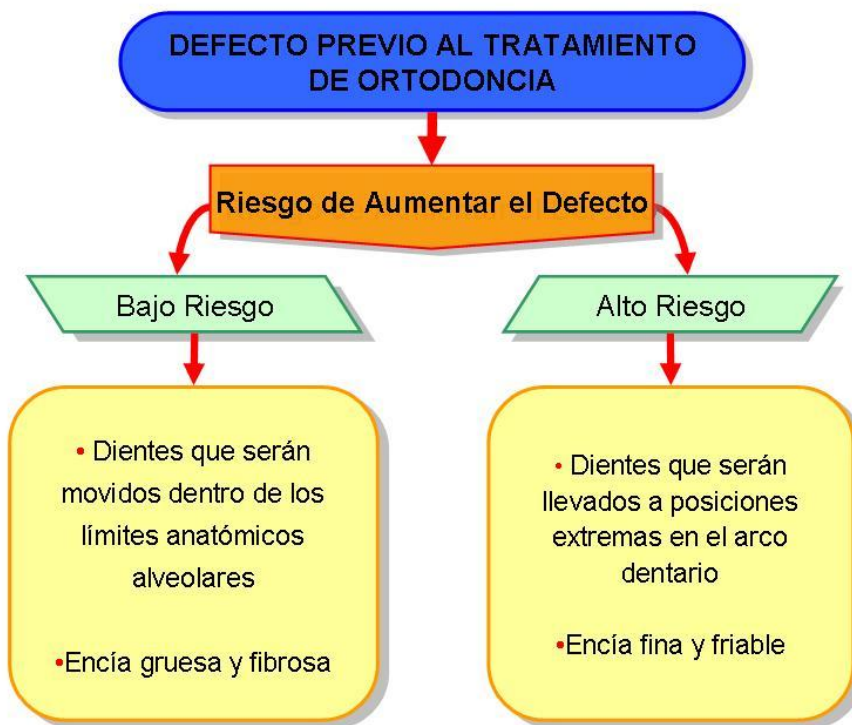 DEFECTO PREVIO AL TRATAMIENTO
DE ORTODONCIA
Riesgo de Aumentar el Defecto
Bajo Riesgo
Alto Riesgo
• Dientes que serán
movidos dentro de los
límites anatómicos
alveolares
•Encía gruesa y fibrosa
• Dientes que serán
llevados a posiciones
extremas en el arco
dentario
•Encía fina y friable